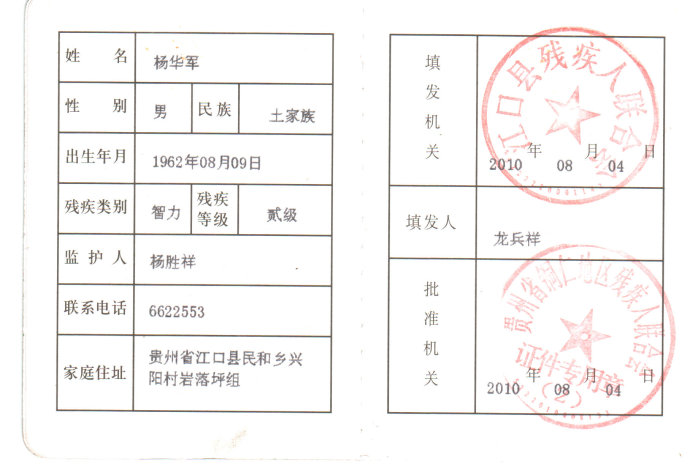 姓 名 杨华军
性 别 男 民族 土家族
出生年月 1962年08月09日
残疾类别 智力 残疾等级 贰级
监护人 杨胜祥
联系电话 6622553
家庭住址 贵州省江口县民和乡兴
阳村岩落坪组
填发机关
江口县残疾人联合会
2010 年 08 月 04 日
填发人 龙兵祥
批准机关
贵州省铜仁地区残疾人联合会
证件专用章
(2)
2010 年 08 月 04 日